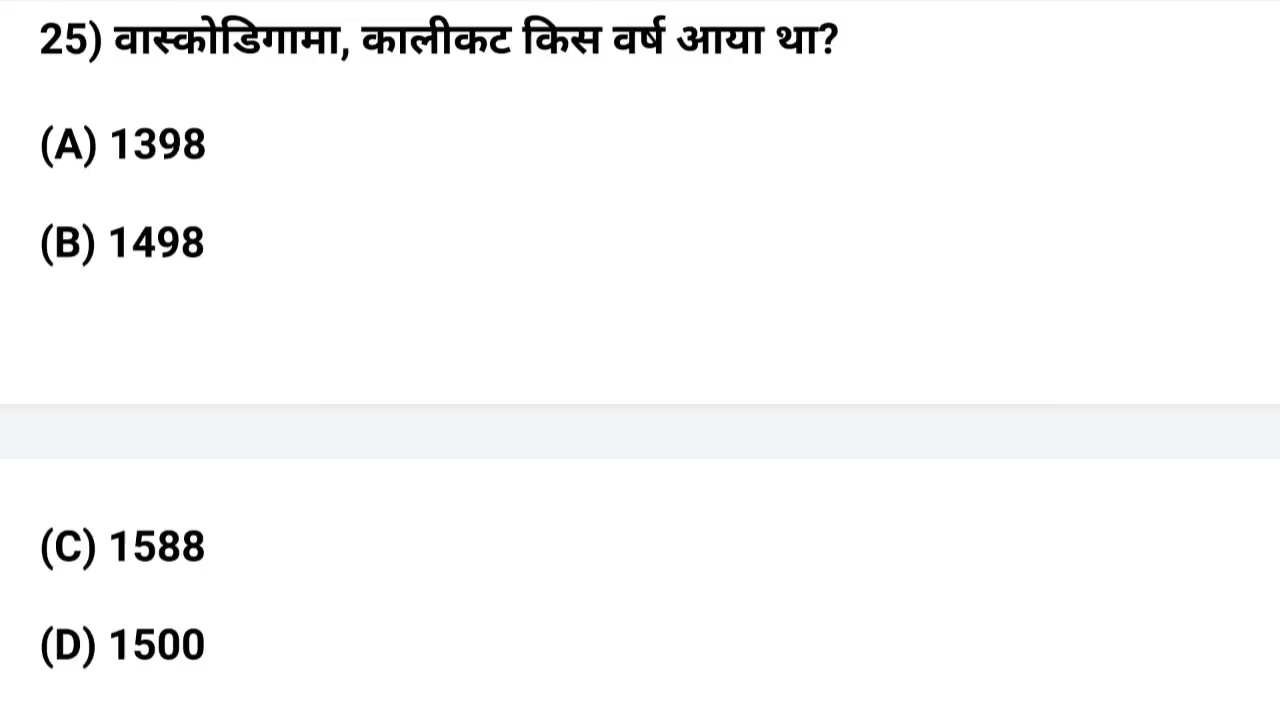 25) वास्कोडिगामा, कालीकट किस वर्ष आया था?
(A) 1398
(B) 1498
(C) 1588
(D) 1500